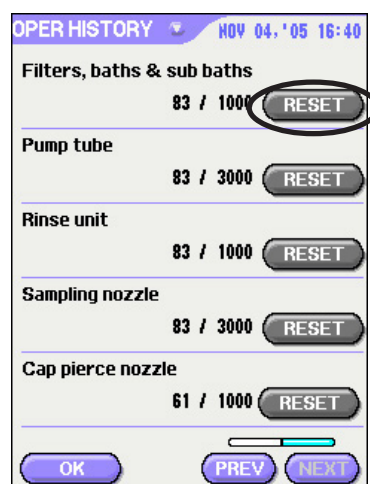 OPER HISTORY NOV 04,'05 16:40
Filters, baths & sub baths
83 / 1000 RESET
Pump tube
83 / 3000 RESET
Rinse unit
83 / 1000 RESET
Sampling nozzle
83 / 3000 RESET
Cap pierce nozzle
61 / 1000 RESET
OK PREV NEXT